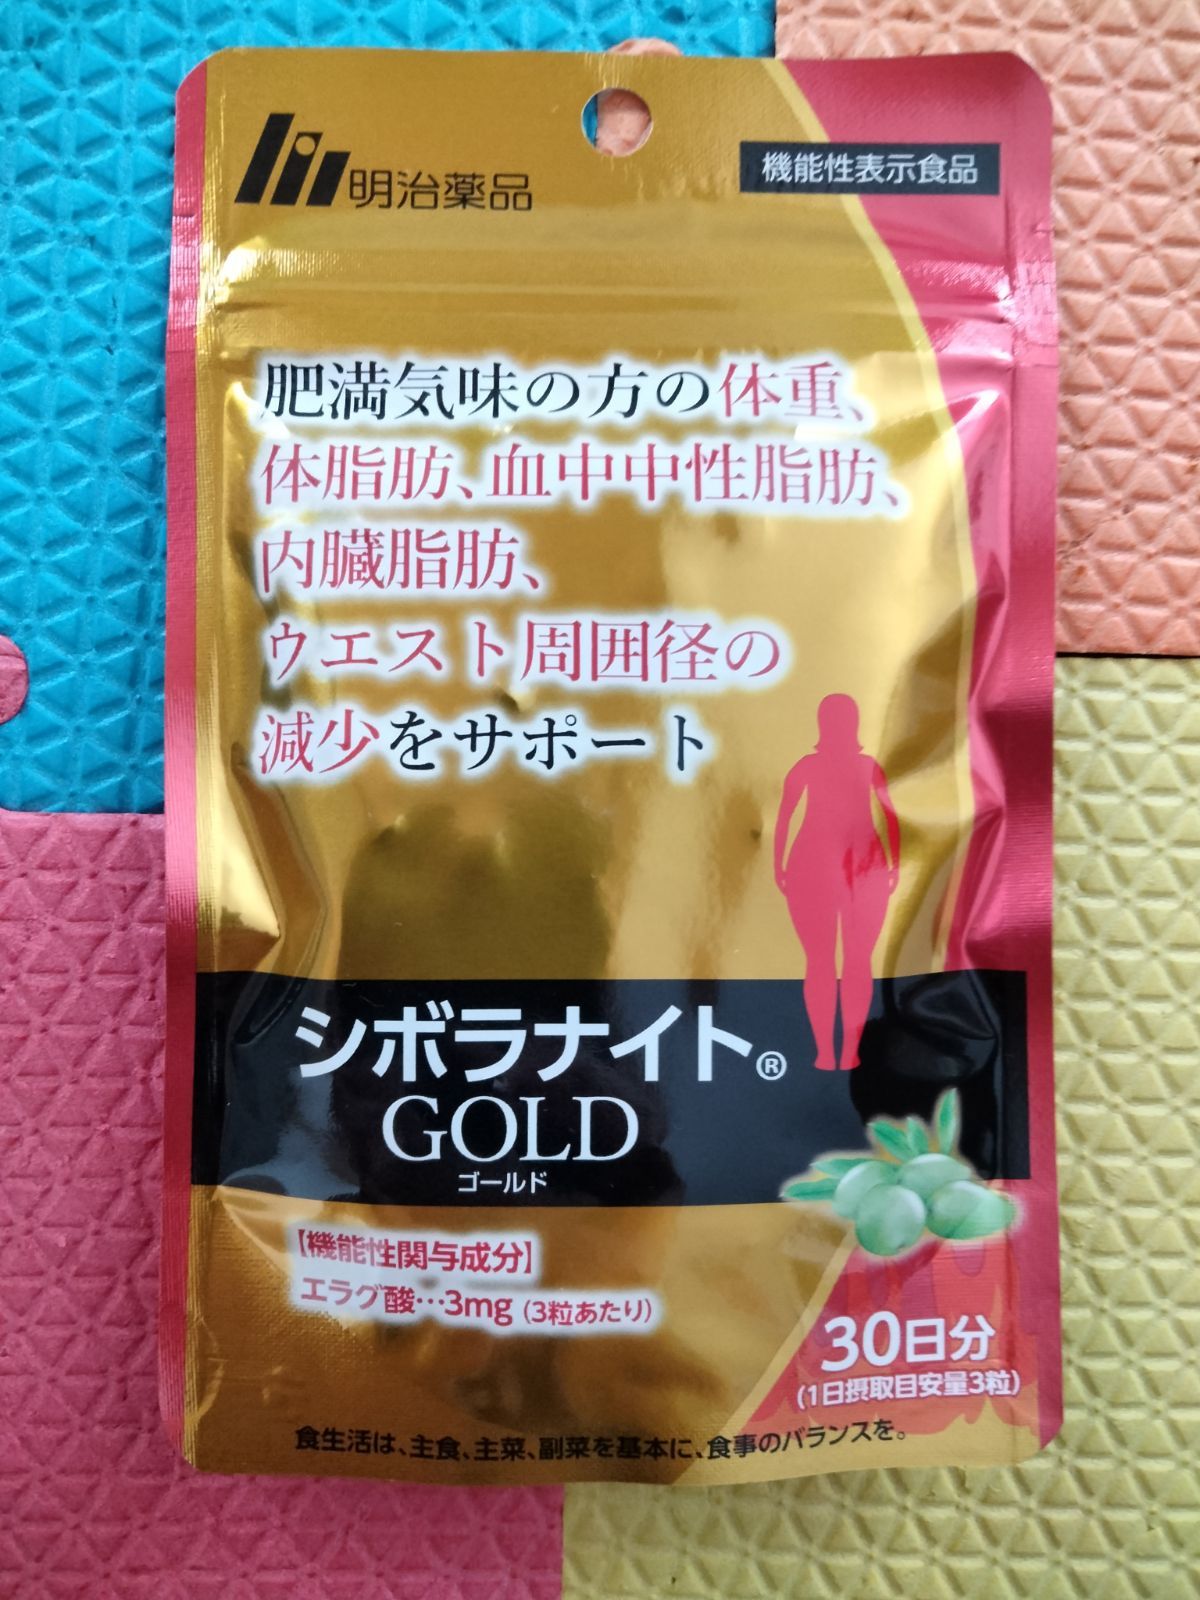 明治薬品
機能性表示食品
肥満気味の方の体重、
体脂肪、血中中性脂肪、
内臓脂肪、
ウエスト周囲径の
減少をサポート
シボラナイト®
GOLD
ゴールド
【機能性関与成分】
エラグ酸…3mg（3粒あたり）
30日分
（1日摂取目安量3粒）
食生活は、主食、主菜、副菜を基本に、食事のバランスを。